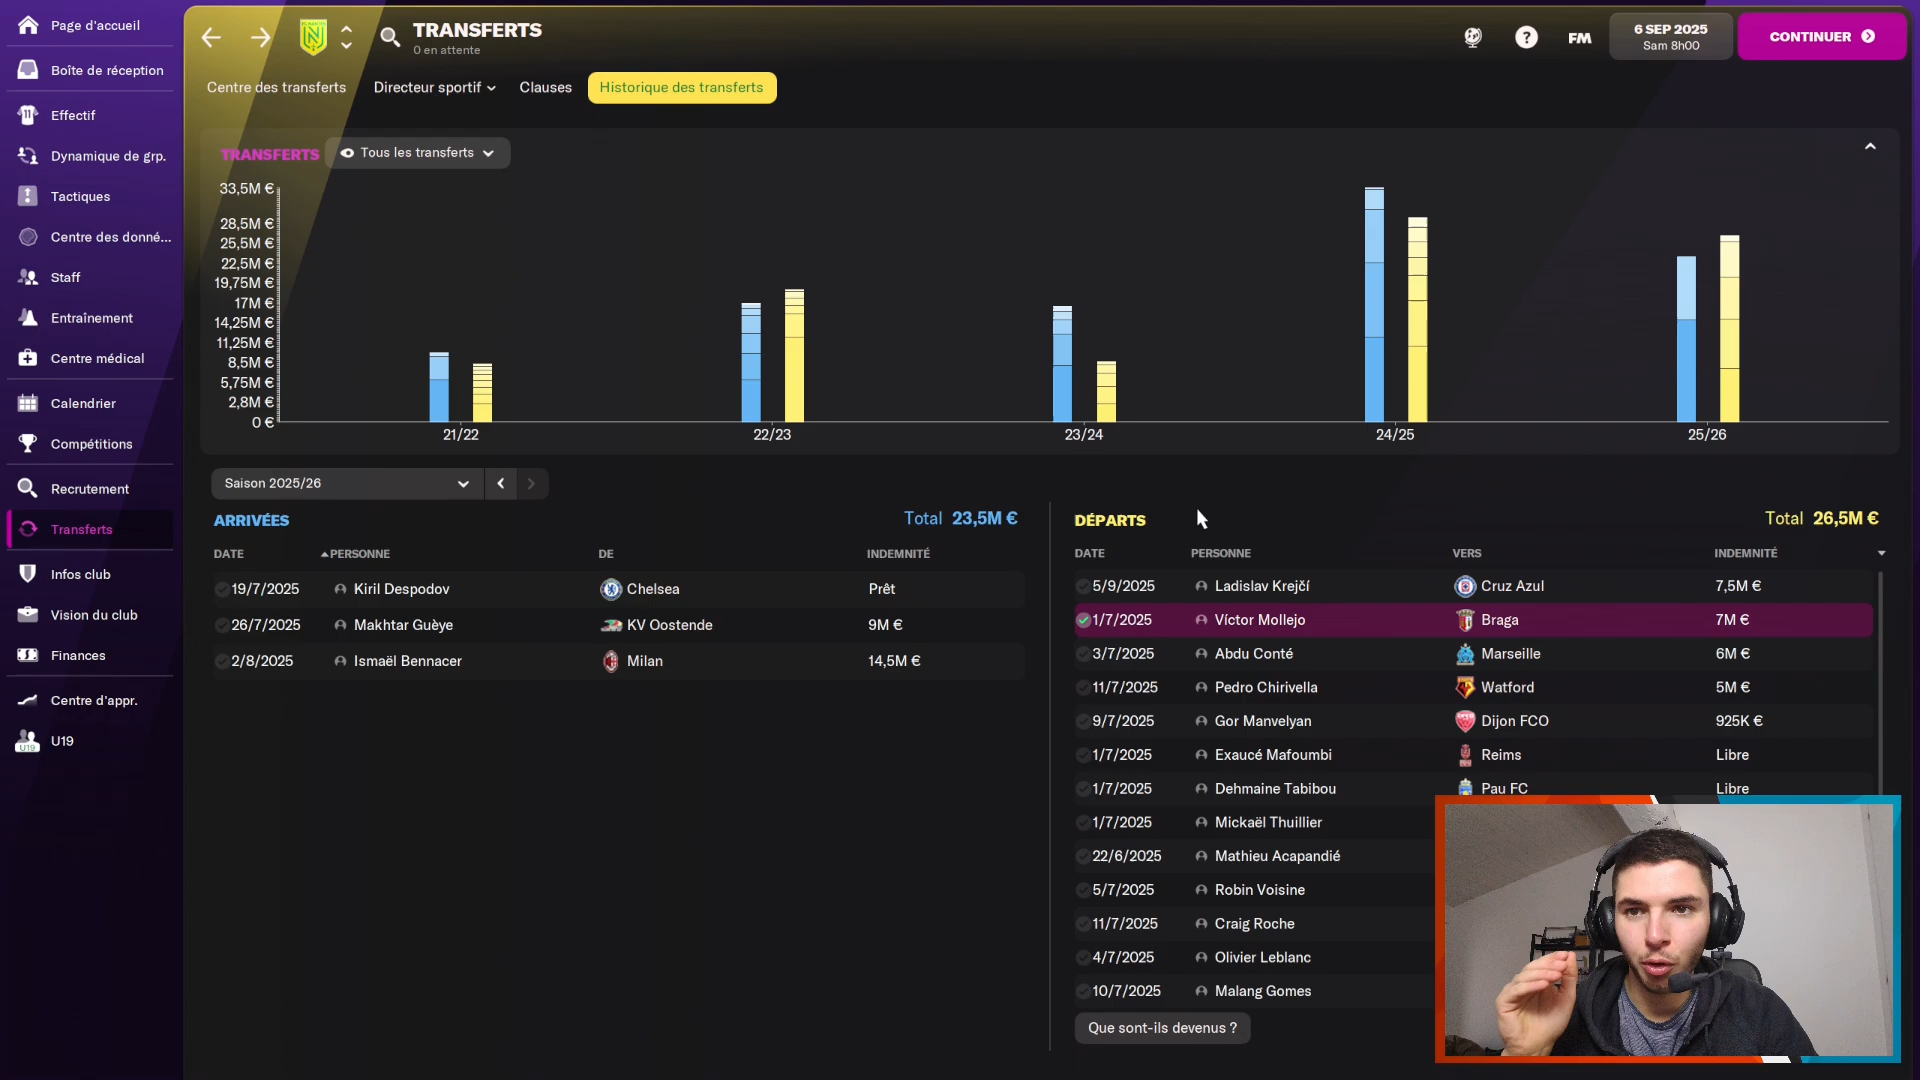 Page d'accueil
Boîte de réception
Effectif
Dynamique de grp.
Tactiques
Centre des donné...
Staff
Entraînement
Centre médical
Calendrier
Compétitions
Recrutement
Transferts
Infos club
Vision du club
Finances
Centre d'appr.
U19
U19
TRANSFERTS
0 en attente
?
FM
6 SEP 2025
Sam 8h00
CONTINUER
Centre des transferts
Directeur sportif
Clauses
Historique des transferts
TRANSFERTS
Tous les transferts
33,5M €
28,5M €
25,5M €
22,5M €
19,75M €
17M €
14,25M €
11,25M €
8,5M €
5,75M €
2,8M €
0 €
21/22 22/23 23/24 24/25 25/26
Saison 2025/26
ARRIVÉES Total 23,5M €
DATE PERSONNE DE INDEMNITÉ
19/7/2025 Kiril Despodov Chelsea Prêt
26/7/2025 Makhtar Guèye KV Oostende 9M €
2/8/2025 Ismaël Bennacer Milan 14,5M €
DÉPARTS Total 26,5M €
DATE PERSONNE VERS INDEMNITÉ
5/9/2025 Ladislav Krejčí Cruz Azul 7,5M €
1/7/2025 Víctor Mollejo Braga 7M €
3/7/2025 Abdu Conté Marseille 6M €
11/7/2025 Pedro Chirivella Watford 5M €
9/7/2025 Gor Manvelyan Dijon FCO 925K €
1/7/2025 Exaucé Mafoumbi Reims Libre
1/7/2025 Dehmaine Tabibou Pau FC Libre
1/7/2025 Mickaël Thuillier
22/6/2025 Mathieu Acapandié
5/7/2025 Robin Voisine
11/7/2025 Craig Roche
4/7/2025 Olivier Leblanc
10/7/2025 Malang Gomes
Que sont-ils devenus ?